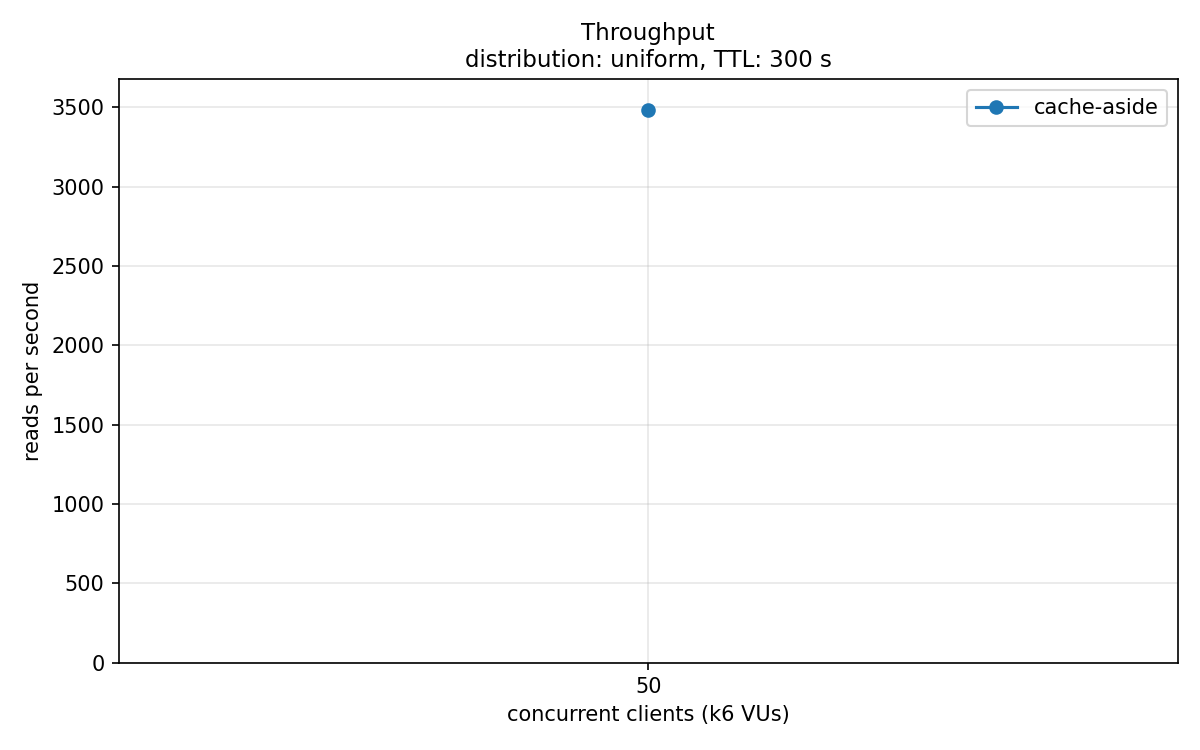 Throughput
distribution: uniform, TTL: 300 s
cache-aside
reads per second
3500
3000
2500
2000
1500
1000
500
0
50
concurrent clients (k6 VUs)